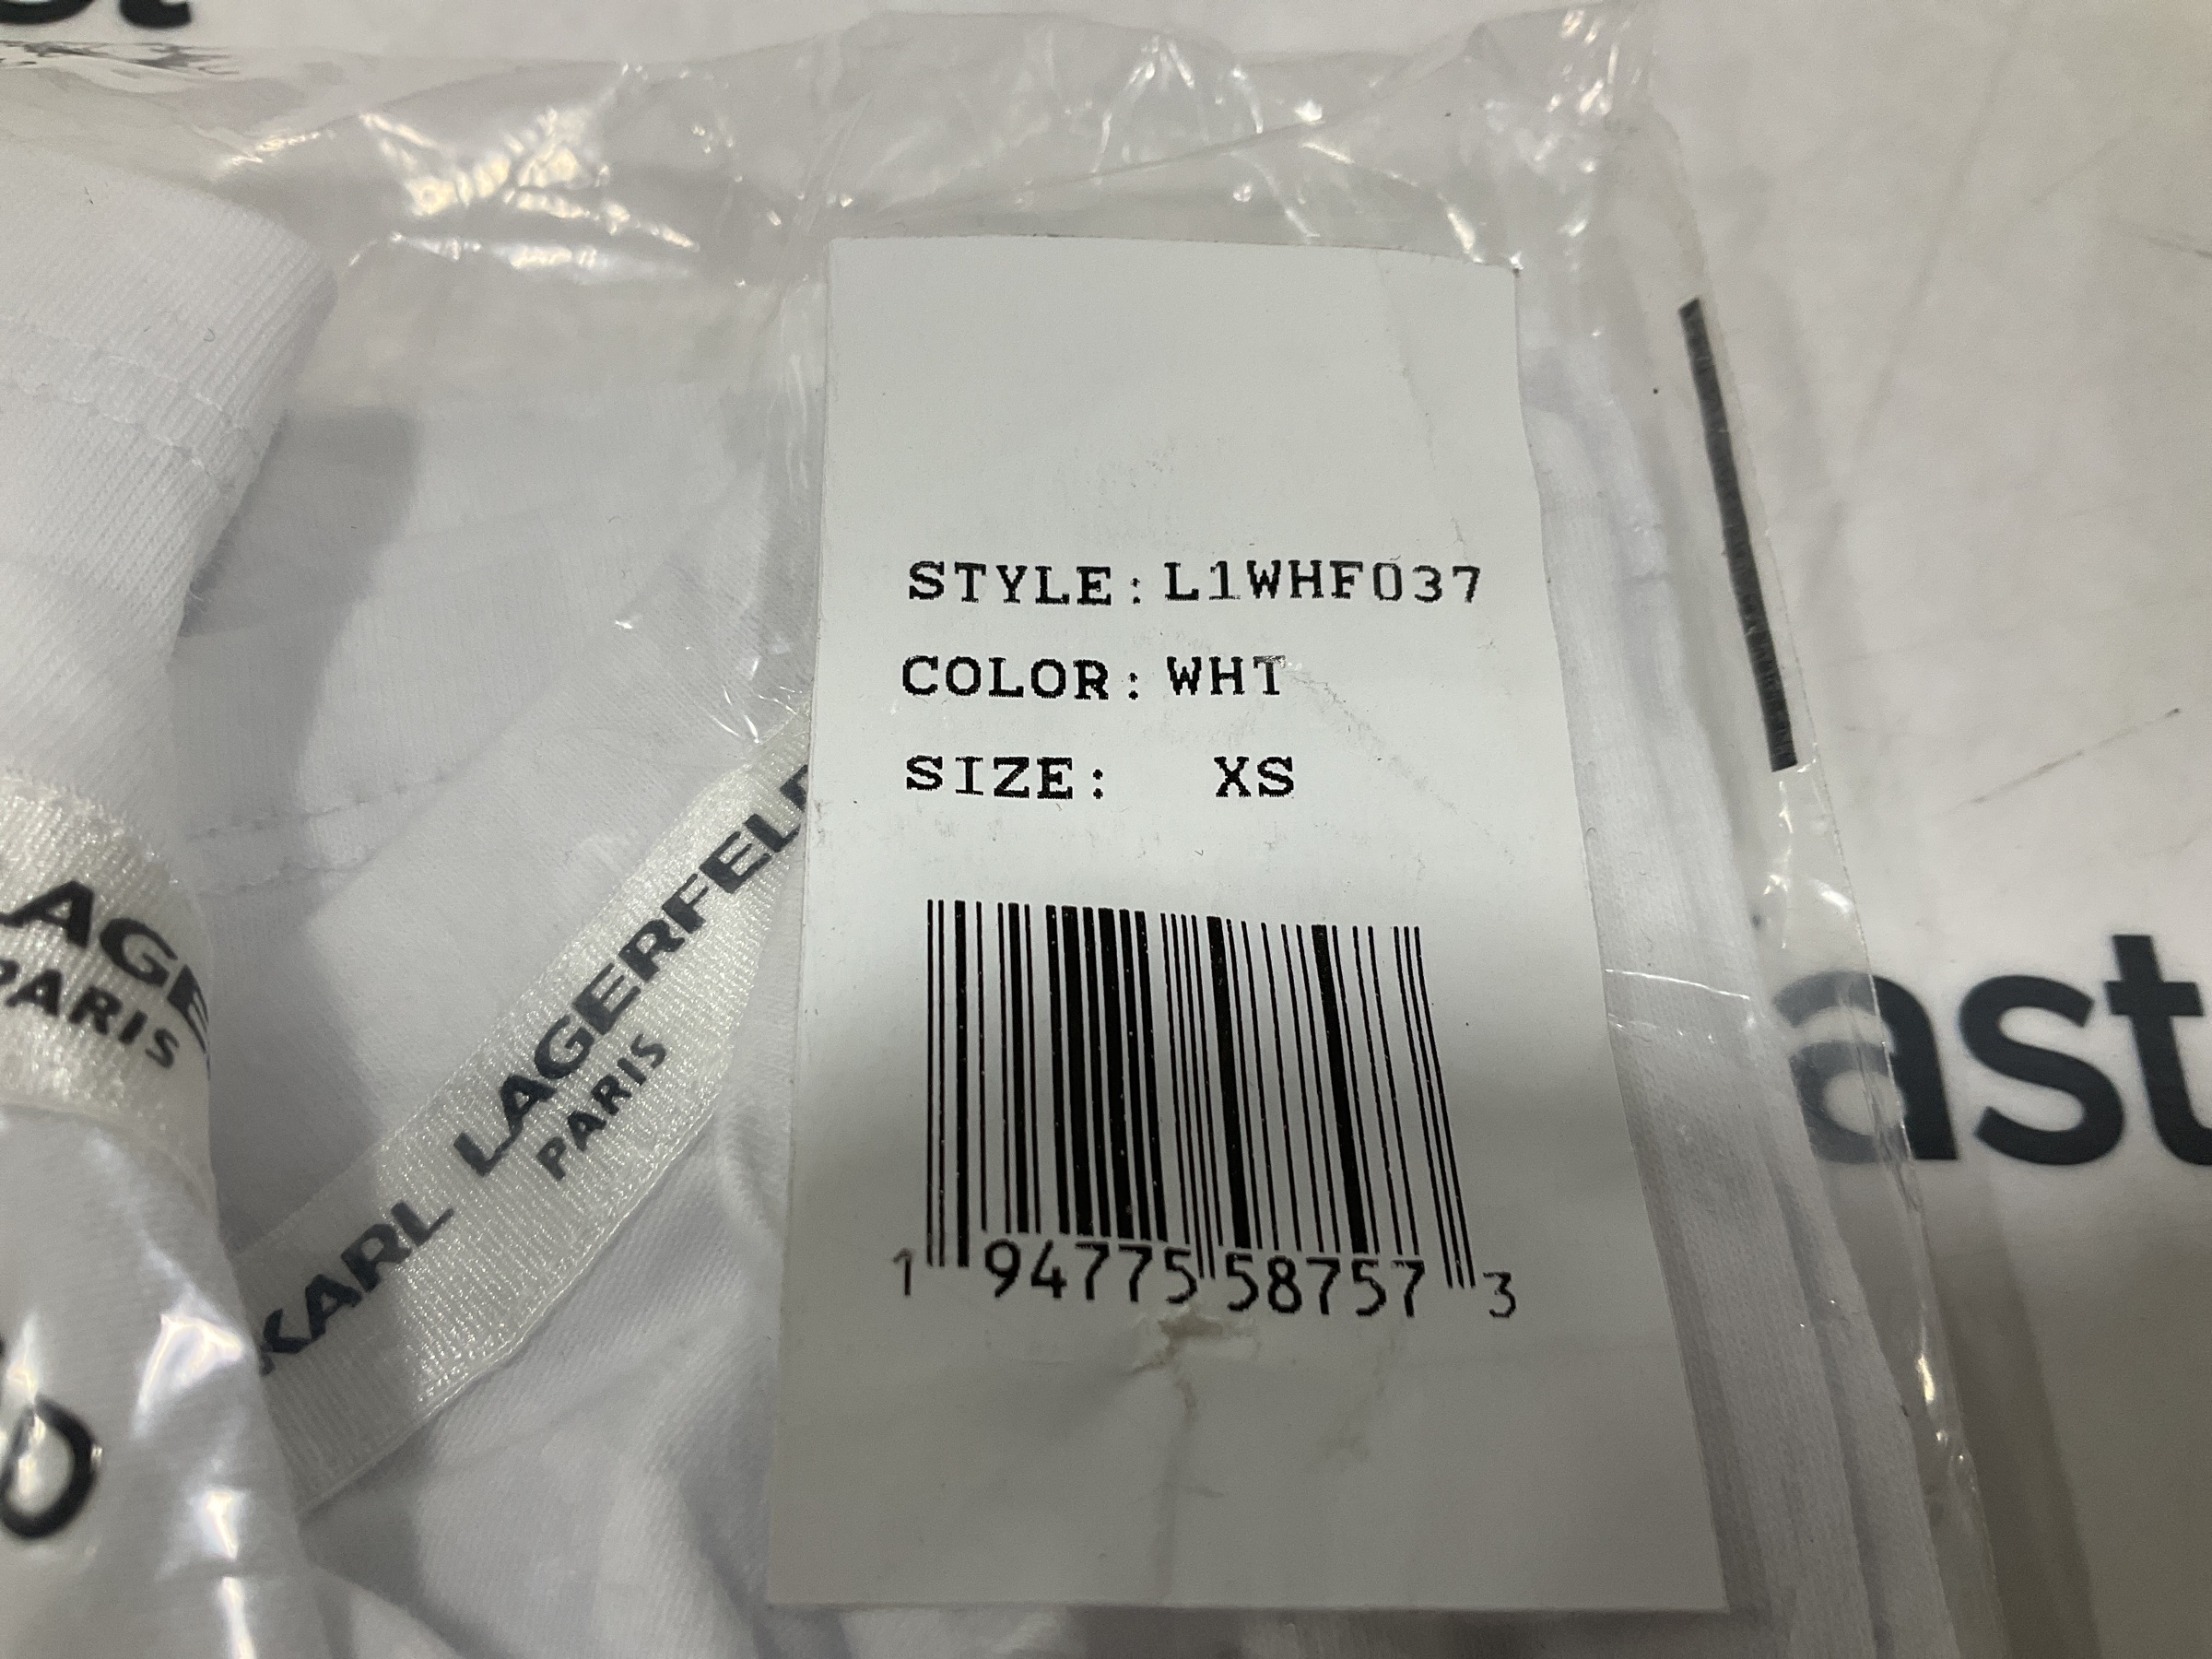 STYLE: L1WHF037
COLOR: WHT
SIZE: XS
1 94775 58757 3
KARL LAGERFELD
PARIS
LAGE
PARIS
ast